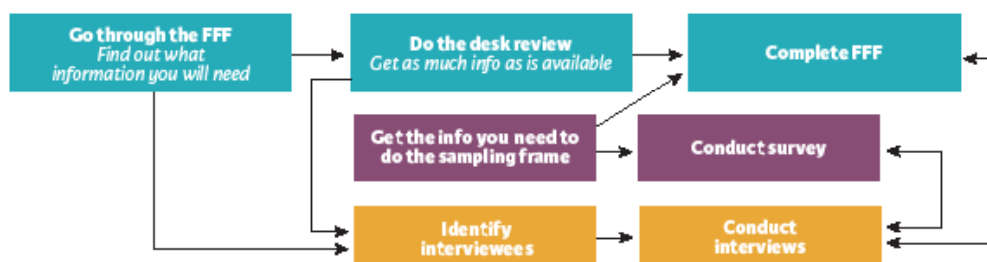 Go through the FFF
Find out what
information you will need
Do the desk review
Get as much info as is available
Complete FFF
Get the info you need to
do the sampling frame
Conduct survey
Identify
interviewees
Conduct
interviews